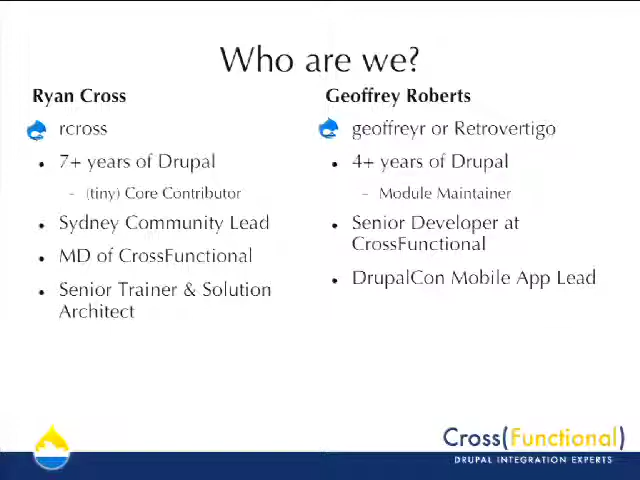 Who are we?
Ryan Cross
rcross
• 7+ years of Drupal
– (tiny) Core Contributor
• Sydney Community Lead
• MD of CrossFunctional
• Senior Trainer & Solution
Architect
Geoffrey Roberts
geoffreyr or Retrovertigo
• 4+ years of Drupal
– Module Maintainer
• Senior Developer at
CrossFunctional
• DrupalCon Mobile App Lead
Cross(Functional)
DRUPAL INTEGRATION EXPERTS